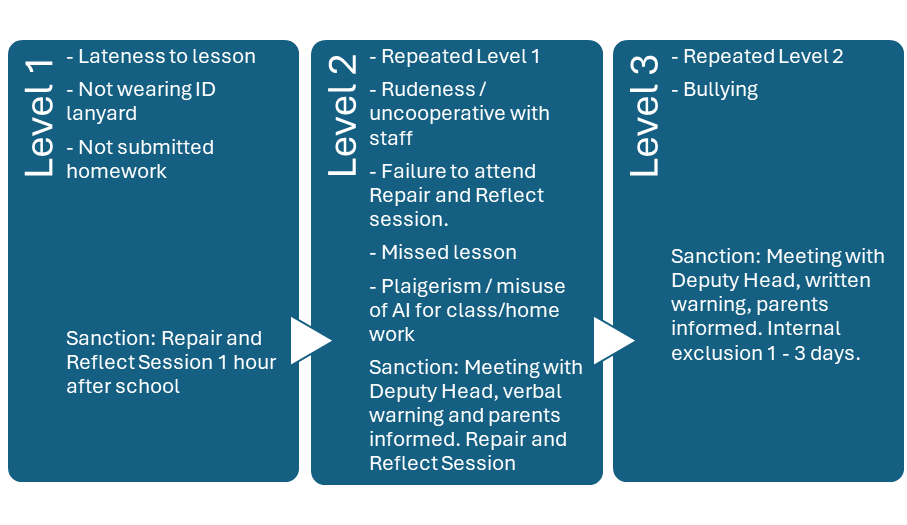 Level 1
- Lateness to lesson
- Not wearing ID
lanyard
- Not submitted
homework
Sanction: Repair and
Reflect Session 1 hour
after school
Level 2
- Repeated Level 1
- Rudeness /
uncooperative with
staff
- Failure to attend
Repair and Reflect
session.
- Missed lesson
- Plaigerism / misuse
of AI for class/home
work
Sanction: Meeting with
Deputy Head, verbal
warning and parents
informed. Repair and
Reflect Session
Level 3
- Repeated Level 2
- Bullying
Sanction: Meeting with
Deputy Head, written
warning, parents
informed. Internal
exclusion 1 - 3 days.